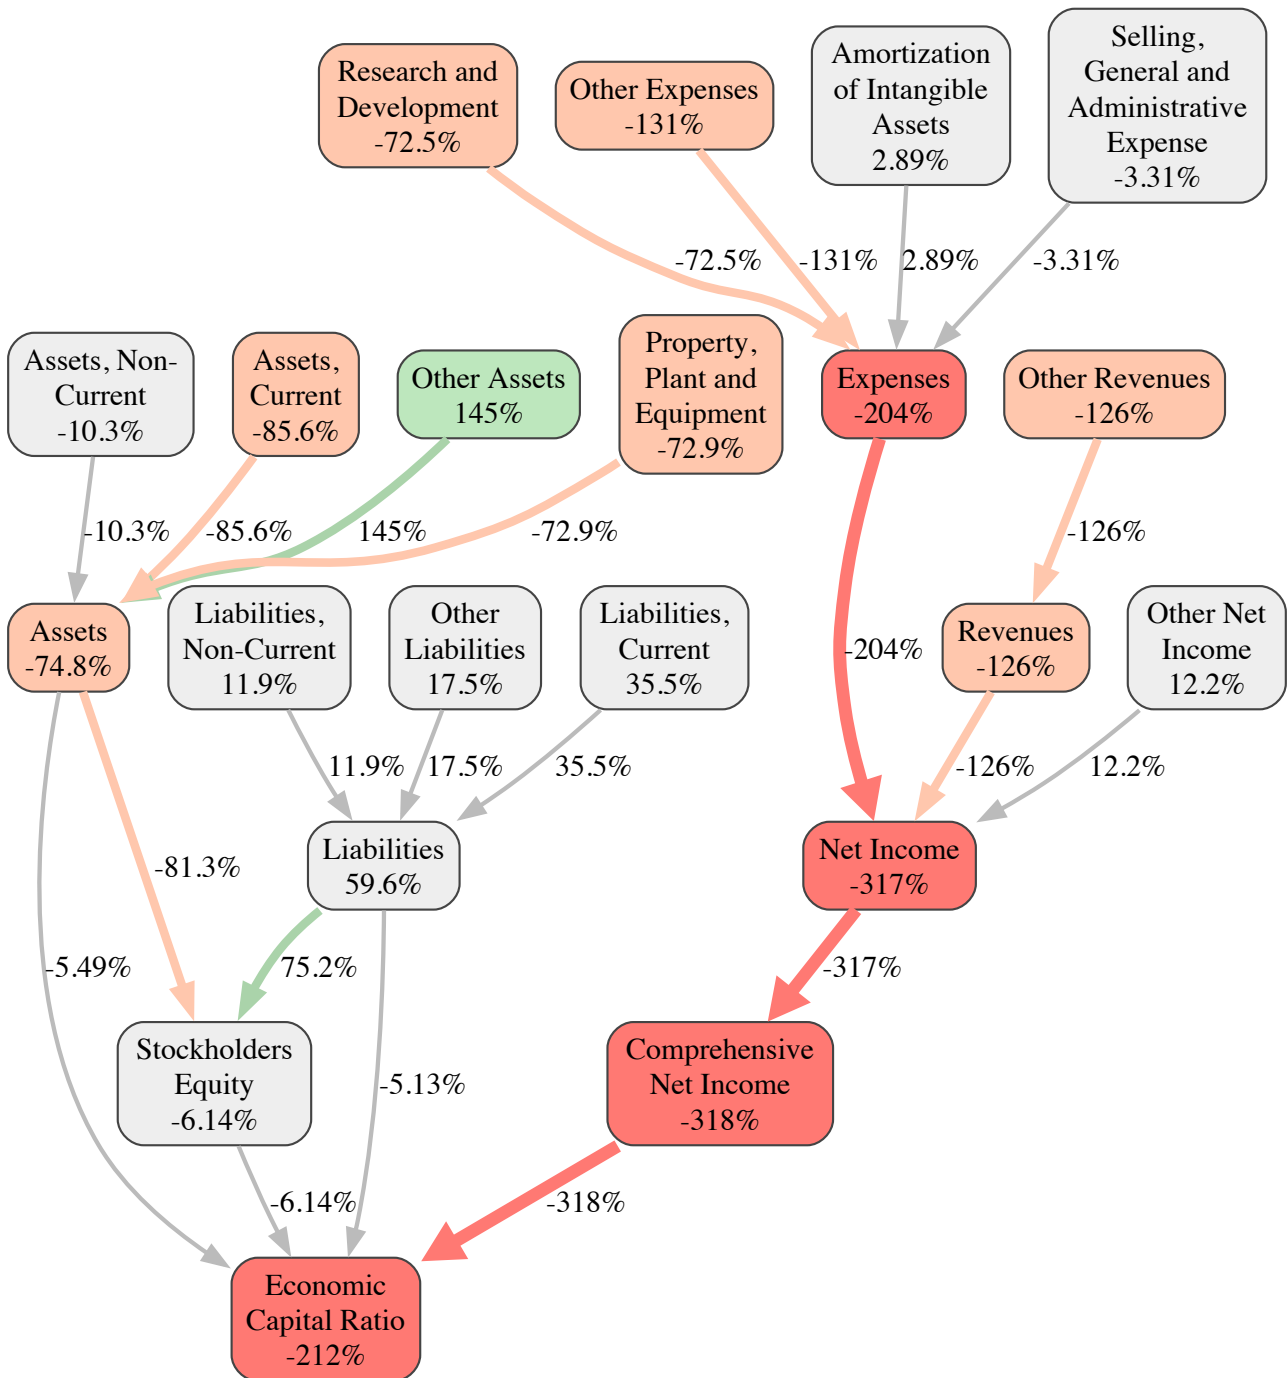 Research and
Development
-72.5%
Other Expenses
-131%
Amortization
of Intangible
Assets
2.89%
Selling,
General and
Administrative
Expense
-3.31%
-72.5%
-131%
2.89%
-3.31%
Assets, Non-
Current
-10.3%
Assets,
Current
-85.6%
Other Assets
145%
Property,
Plant and
Equipment
-72.9%
Expenses
-204%
Other Revenues
-126%
-10.3%
-85.6%
145%
-72.9%
-126%
Assets
-74.8%
Liabilities,
Non-Current
11.9%
Other
Liabilities
17.5%
Liabilities,
Current
35.5%
-204%
Revenues
-126%
Other Net
Income
12.2%
11.9%
17.5%
35.5%
-126%
12.2%
-81.3%
Liabilities
59.6%
Net Income
-317%
-5.49%
75.2%
-317%
Stockholders
Equity
-6.14%
-5.13%
Comprehensive
Net Income
-318%
-6.14%
-318%
Economic
Capital Ratio
-212%